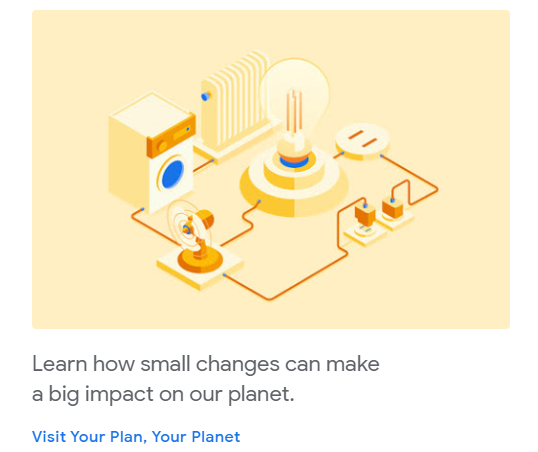 Learn how small changes can make
a big impact on our planet.
Visit Your Plan, Your Planet